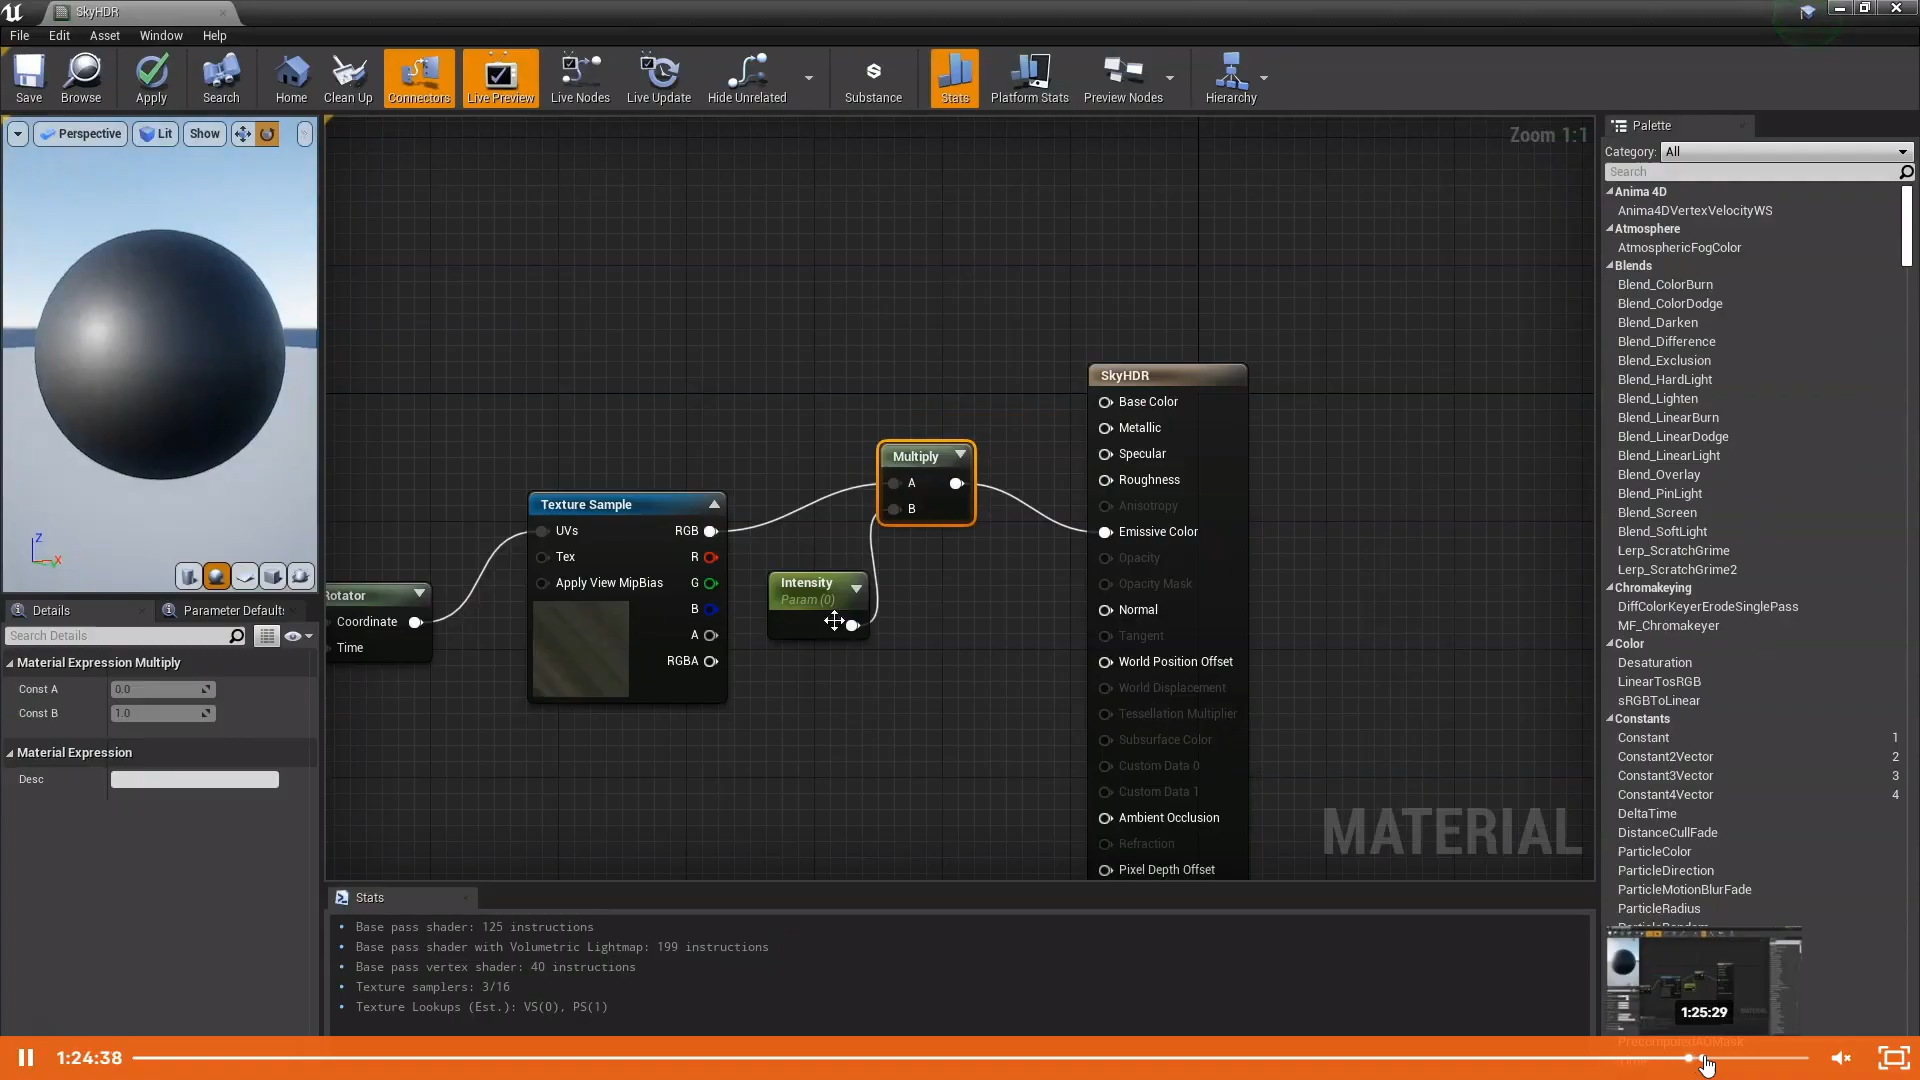 SkyHDR
File Edit Asset Window Help
Save Browse Apply Search Home Clean Up Connectors Live Preview Live Nodes Live Update Hide Unrelated Substance Stats Platform Stats Preview Nodes Hierarchy
Perspective Lit Show
Zoom 1:1
Z
X
Details
Parameter Default
Search Details
Material Expression Multiply
Const A 0.0
Const B 1.0
Material Expression
Desc
Rotator
Coordinate
Time
Texture Sample
UVs RGB
Tex R
Apply View MipBias G
B
A
RGBA
Intensity
Param (0)
Multiply
A
B
SkyHDR
Base Color
Metallic
Specular
Roughness
Anisotropy
Emissive Color
Opacity
Opacity Mask
Normal
Tangent
World Position Offset
World Displacement
Tessellation Multiplier
Subsurface Color
Custom Data 0
Custom Data 1
Ambient Occlusion
Refraction
Pixel Depth Offset
MATERIAL
Stats
Base pass shader: 125 instructions
Base pass shader with Volumetric Lightmap: 199 instructions
Base pass vertex shader: 40 instructions
Texture samplers: 3/16
Texture Lookups (Est.): VS(0), PS(1)
Palette
Category: All
Search
Anima 4D
Anima4DVertexVelocityWS
Atmosphere
AtmosphericFogColor
Blends
Blend_ColorBurn
Blend_ColorDodge
Blend_Darken
Blend_Difference
Blend_Exclusion
Blend_HardLight
Blend_Lighten
Blend_LinearBurn
Blend_LinearDodge
Blend_LinearLight
Blend_Overlay
Blend_PinLight
Blend_Screen
Blend_SoftLight
Lerp_ScratchGrime
Lerp_ScratchGrime2
Chromakeying
DiffColorKeyerErodeSinglePass
MF_Chromakeyer
Color
Desaturation
LinearTosRGB
sRGBToLinear
Constants
Constant 1
Constant2Vector 2
Constant3Vector 3
Constant4Vector 4
DeltaTime
DistanceCullFade
ParticleColor
ParticleDirection
ParticleMotionBlurFade
ParticleRadius
1:25:29
PrecomputedAOMask
1:24:38